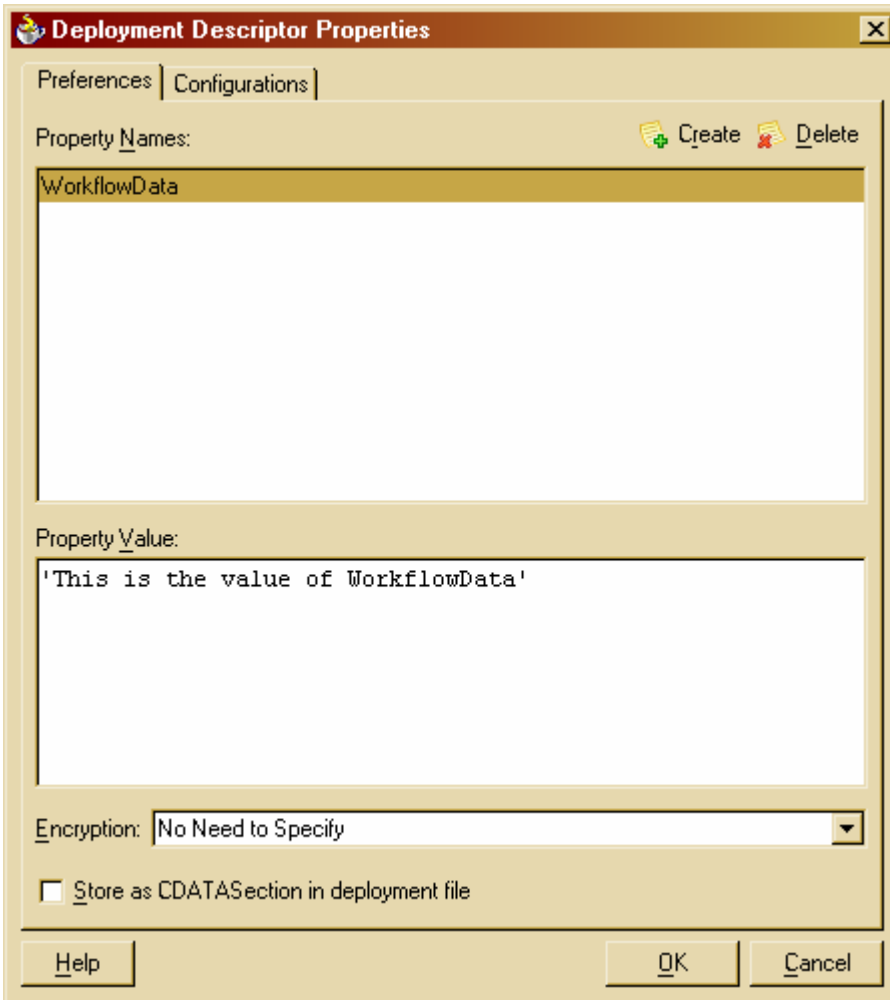 Deployment Descriptor Properties
Preferences Configurations
Property Names: Create Delete
WorkflowData
Property Value:
'This is the value of WorkflowData'
Encryption: No Need to Specify
Store as CDATASection in deployment file
Help OK Cancel